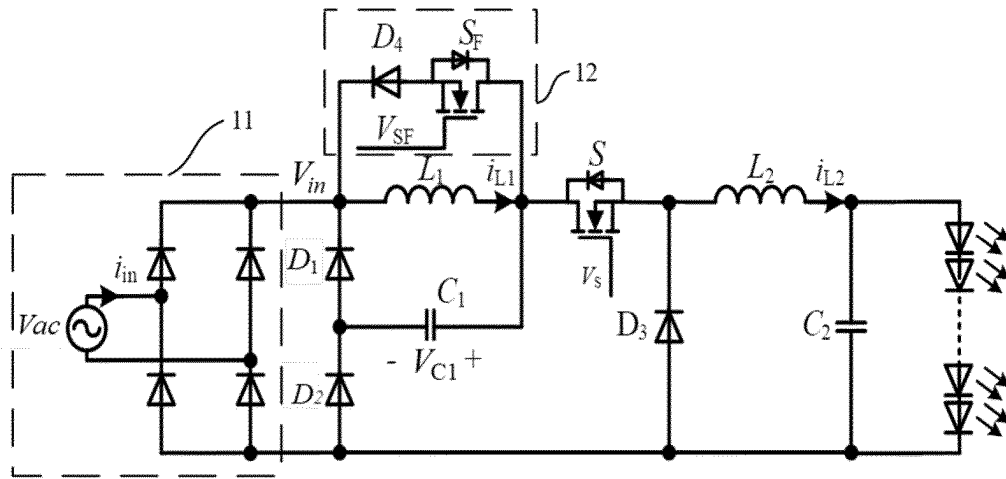 D4
SF
12
VSF
11
Vin
L1
iL1
S
L2
iL2
D1
iin
Vac
C1
Vs
D3
C2
- VC1 +
D2